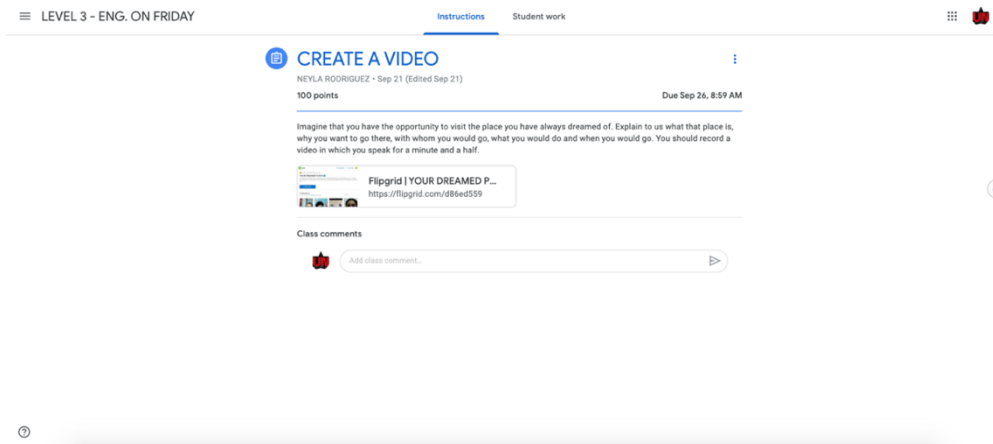 LEVEL 3 - ENG. ON FRIDAY
Instructions
Student work
CREATE A VIDEO
NEYLA RODRIGUEZ • Sep 21 (Edited Sep 21)
100 points
Due Sep 26, 8:59 AM
Imagine that you have the opportunity to visit the place you have always dreamed of. Explain to us what that place is,
why you want to go there, with whom you would go, what you would do and when you would go. You should record a
video in which you speak for a minute and a half.
Flipgrid | YOUR DREAMED P...
https://flipgrid.com/d86ed559
Class comments
UN
Add class comment...